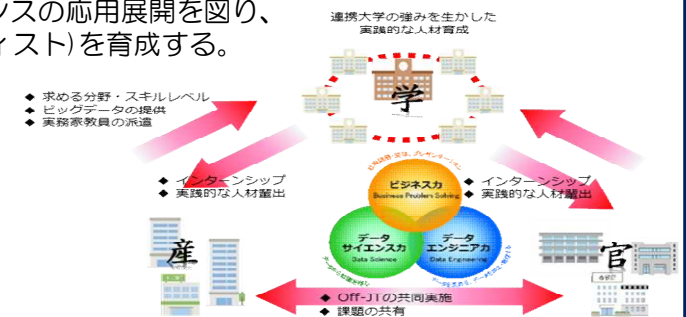 ンスの応用展開を図り、
ィスト)を育成する。
連携大学の強みを生かした
実践的な人材育成
学
◆ 求める分野・スキルレベル
◆ ビッグデータの提供
◆ 実務家教員の派遣
◆ インターンシップ
◆ 実践的な人材輩出
ビジネス力
Business Problem Solving
◆ インターンシップ
◆ 実践的な人材輩出
データ
サイエンス力
Data Science
データ
エンジニア力
Data Engineering
産
官
◆ Off-JTの共同実施
◆ 課題の共有